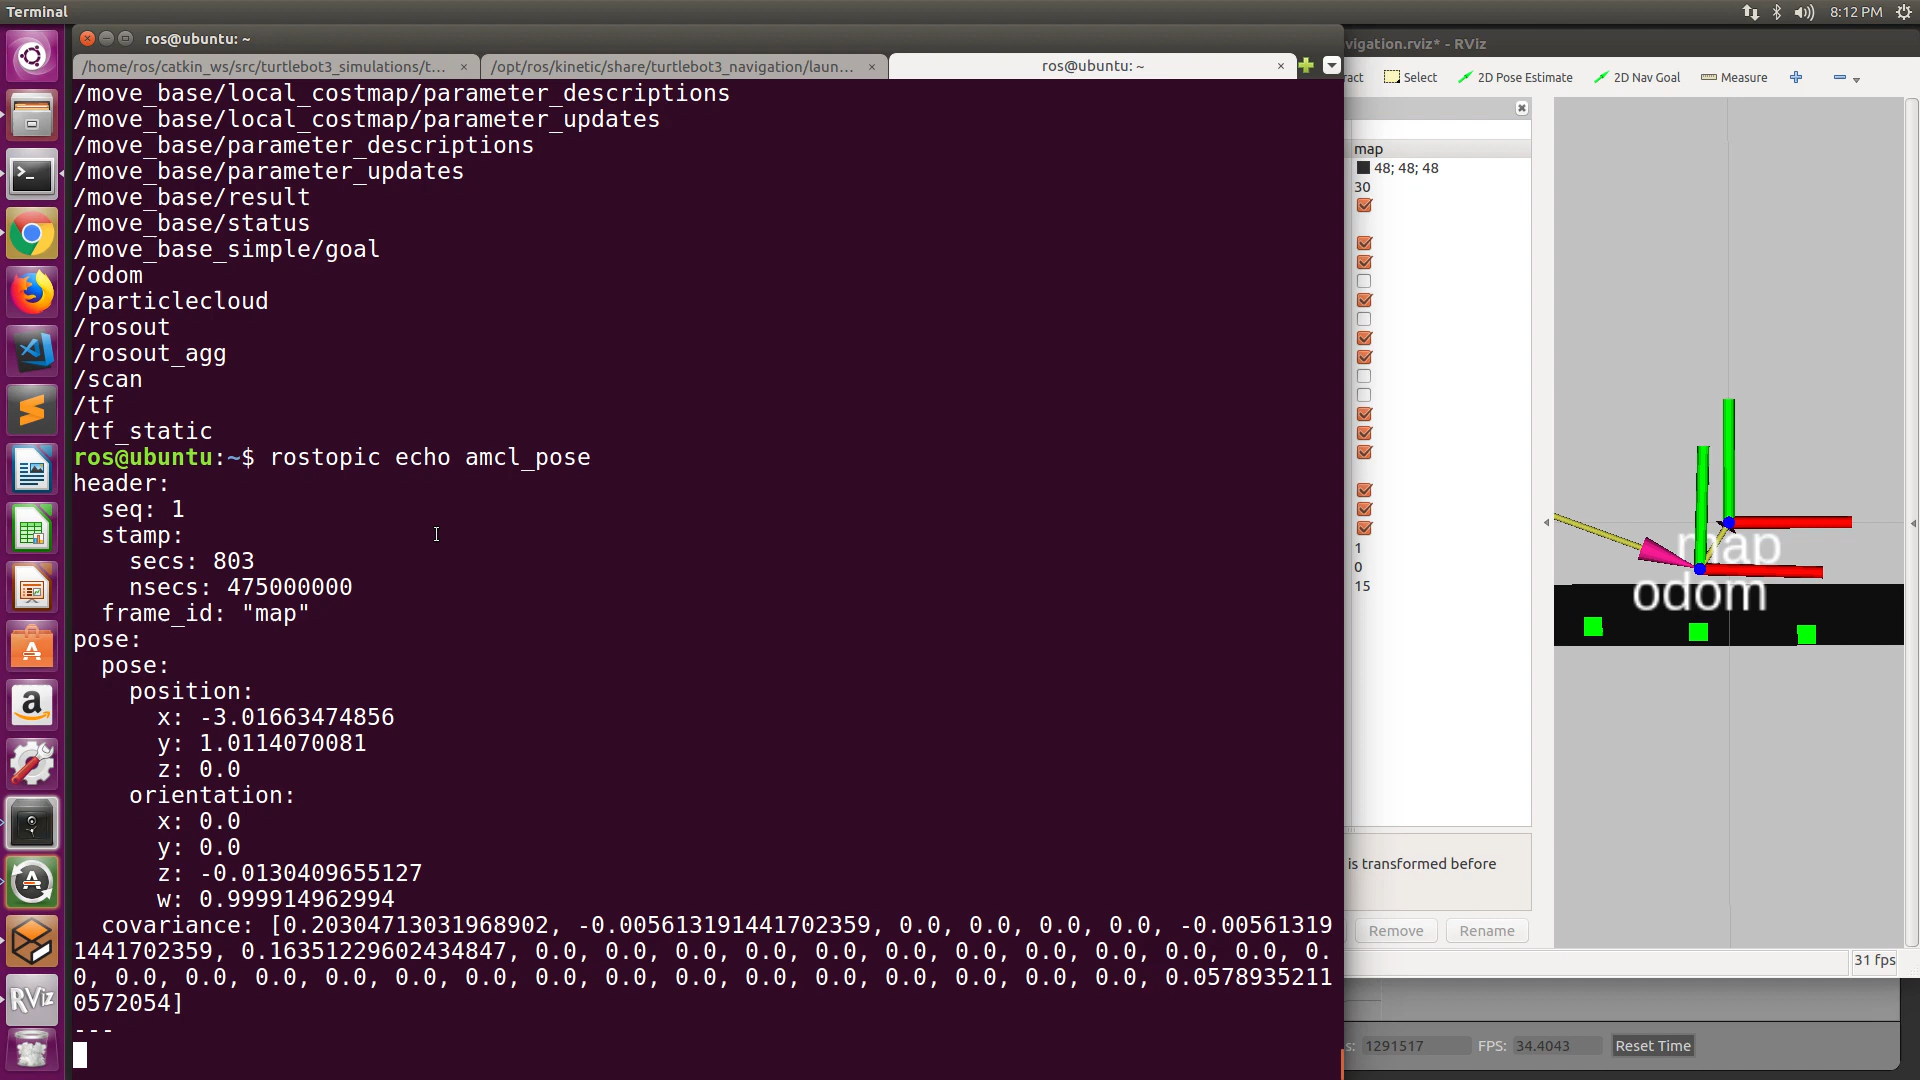 Terminal
8:12 PM
ros@ubuntu: ~
/home/ros/catkin_ws/src/turtlebot3_simulations/t... ×
/opt/ros/kinetic/share/turtlebot3_navigation/laun... ×
ros@ubuntu: ~ ×
/move_base/local_costmap/parameter_descriptions
/move_base/local_costmap/parameter_updates
/move_base/parameter_descriptions
/move_base/parameter_updates
/move_base/result
/move_base/status
/move_base_simple/goal
/odom
/particlecloud
/rosout
/rosout_agg
/scan
/tf
/tf_static
ros@ubuntu:~$ rostopic echo amcl_pose
header:
seq: 1
stamp:
secs: 803
nsecs: 475000000
frame_id: "map"
pose:
pose:
position:
x: -3.01663474856
y: 1.0114070081
z: 0.0
orientation:
x: 0.0
y: 0.0
z: -0.0130409655127
w: 0.999914962994
covariance: [0.20304713031968902, -0.005613191441702359, 0.0, 0.0, 0.0, 0.0, -0.00561319
1441702359, 0.16351229602434847, 0.0, 0.0, 0.0, 0.0, 0.0, 0.0, 0.0, 0.0, 0.0, 0.0, 0.0, 0.
0, 0.0, 0.0, 0.0, 0.0, 0.0, 0.0, 0.0, 0.0, 0.0, 0.0, 0.0, 0.0, 0.0, 0.0, 0.0, 0.0578935211
0572054]
---
vigation.rviz* - RViz
ract Select 2D Pose Estimate 2D Nav Goal Measure
map
48; 48; 48
30
1
0
15
is transformed before
Remove Rename
map
odom
31 fps
s: 1291517 FPS: 34.4043 Reset Time
RViz